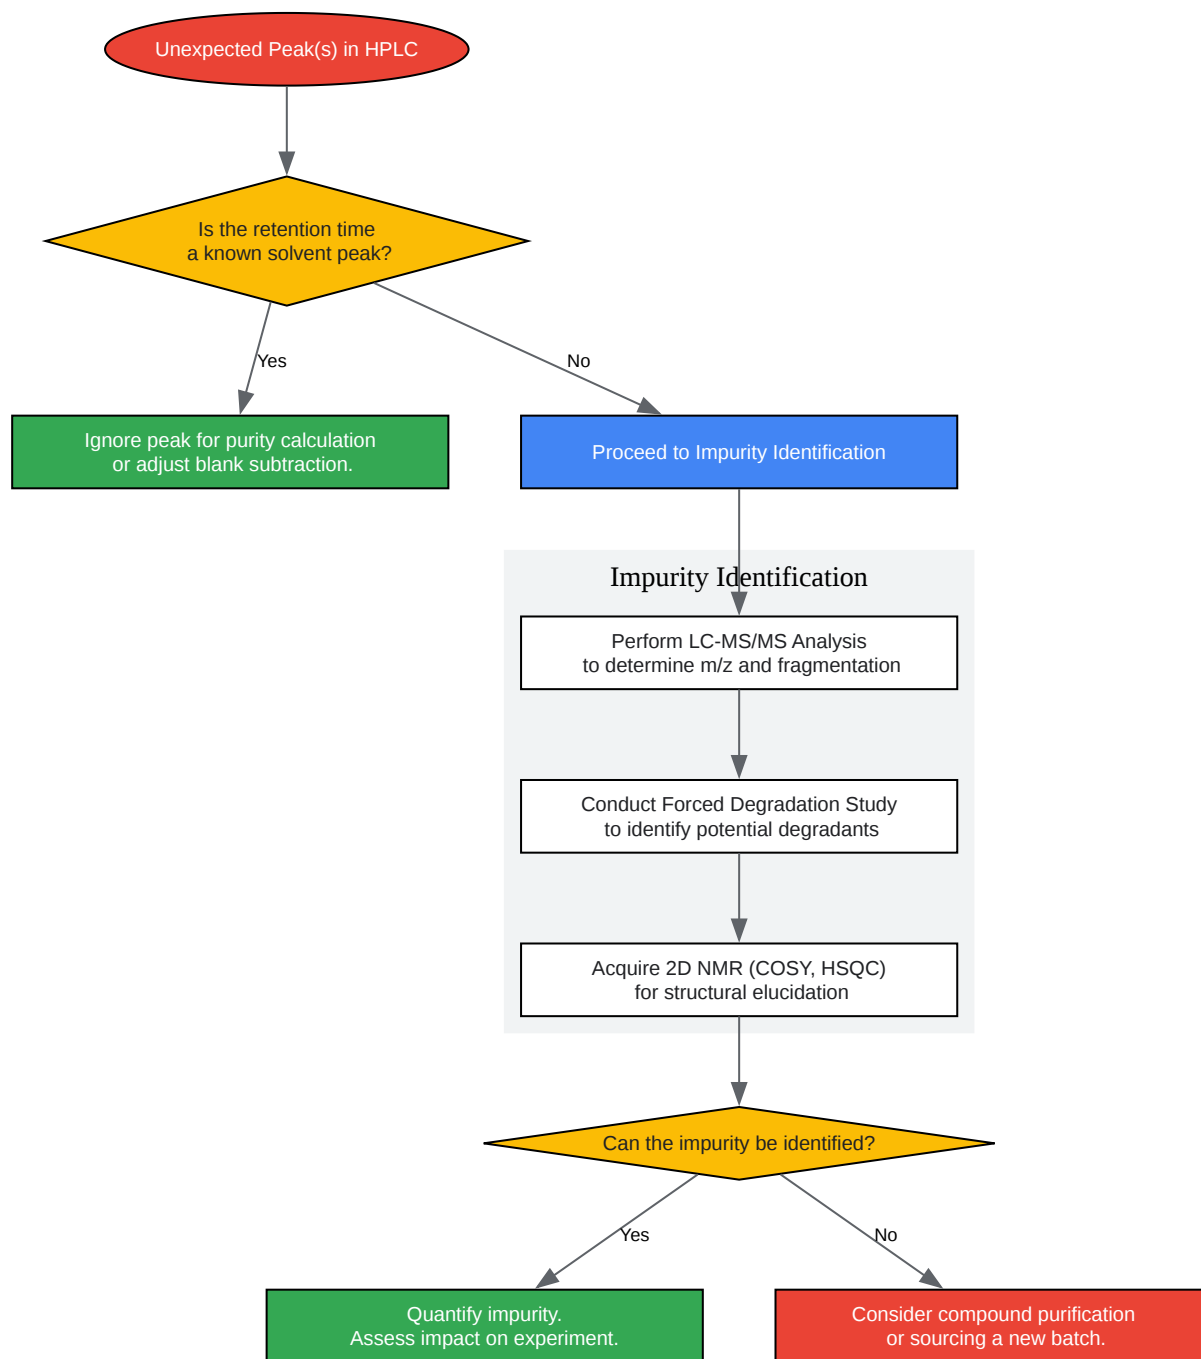 Unexpected Peak(s) in HPLC
Is the retention time
a known solvent peak?
Yes
No
Ignore peak for purity calculation
or adjust blank subtraction.
Proceed to Impurity Identification
Impurity Identification
Perform LC-MS/MS Analysis
to determine m/z and fragmentation
Conduct Forced Degradation Study
to identify potential degradants
Acquire 2D NMR (COSY, HSQC)
for structural elucidation
Can the impurity be identified?
Yes
No
Quantify impurity.
Assess impact on experiment.
Consider compound purification
or sourcing a new batch.